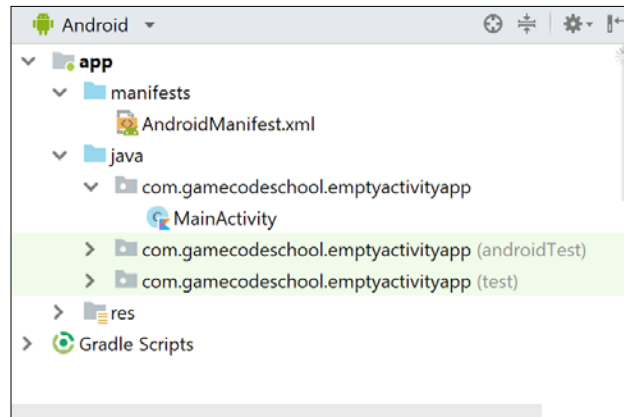 Android
app
manifests
AndroidManifest.xml
java
com.gamecodeschool.emptyactivityapp
MainActivity
com.gamecodeschool.emptyactivityapp (androidTest)
com.gamecodeschool.emptyactivityapp (test)
res
Gradle Scripts